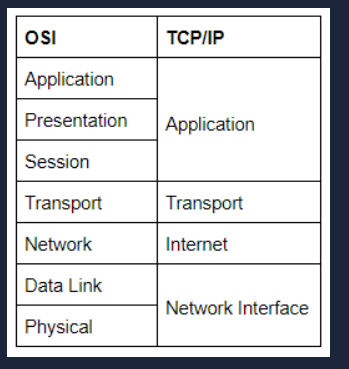 OSI TCP/IP
Application
Presentation Application
Session
Transport Transport
Network Internet
Data Link
Network Interface
Physical